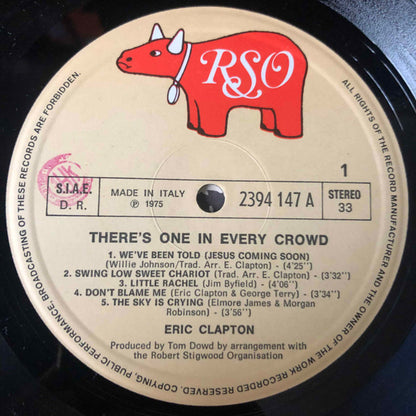 RSO
1
S.I.A.E.
D. R.
MADE IN ITALY
℗ 1975
2394 147 A
STEREO
33
THERE'S ONE IN EVERY CROWD
1. WE'VE BEEN TOLD (JESUS COMING SOON)
(Willie Johnson/Trad. Arr. E. Clapton) - (4'25'')
2. SWING LOW SWEET CHARIOT (Trad. Arr. E. Clapton) - (3'32'')
3. LITTLE RACHEL (Jim Byfield) - (4'06'')
4. DON'T BLAME ME (Eric Clapton & George Terry) - (3'34'')
5. THE SKY IS CRYING (Elmore James & Morgan
Robinson) - (3'56'')
ERIC CLAPTON
Produced by Tom Dowd by arrangement with
the Robert Stigwood Organisation
ALL RIGHTS OF THE RECORD MANUFACTURER AND THE OWNER OF THE WORK RECORDED RESERVED. COPYING, PUBLIC PERFORMANCE, BROADCASTING OF THESE RECORDS ARE FORBIDDEN.